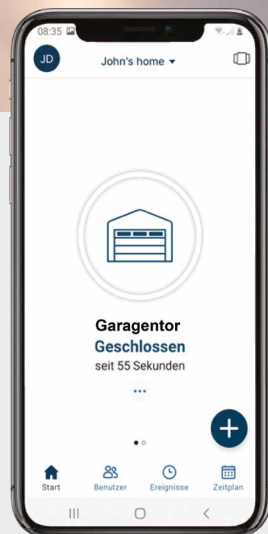 08:35
JD
John's home
Garagentor
Geschlossen
seit 55 Sekunden
Start
Benutzer
Ereignisse
Zeitplan